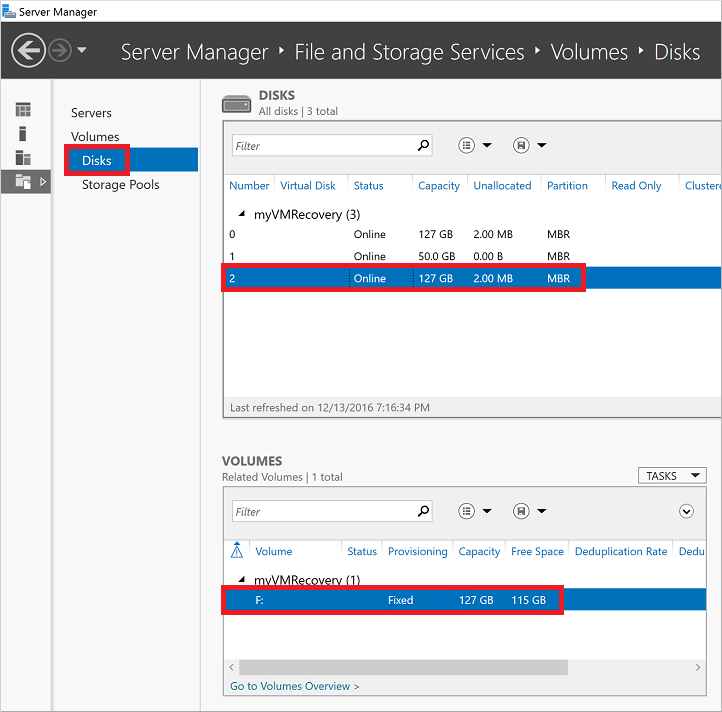 Server Manager
Server Manager ‣ File and Storage Services ‣ Volumes ‣ Disks
Servers
Volumes
Disks
Storage Pools
DISKS
All disks | 3 total
Filter
Number Virtual Disk Status Capacity Unallocated Partition Read Only Clustere
myVMRecovery (3)
0 Online 127 GB 2.00 MB MBR
1 Online 50.0 GB 0.00 B MBR
2 Online 127 GB 2.00 MB MBR
Last refreshed on 12/13/2016 7:16:34 PM
VOLUMES
Related Volumes | 1 total
TASKS
Filter
Volume Status Provisioning Capacity Free Space Deduplication Rate Dedu
myVMRecovery (1)
F: Fixed 127 GB 115 GB
Go to Volumes Overview >